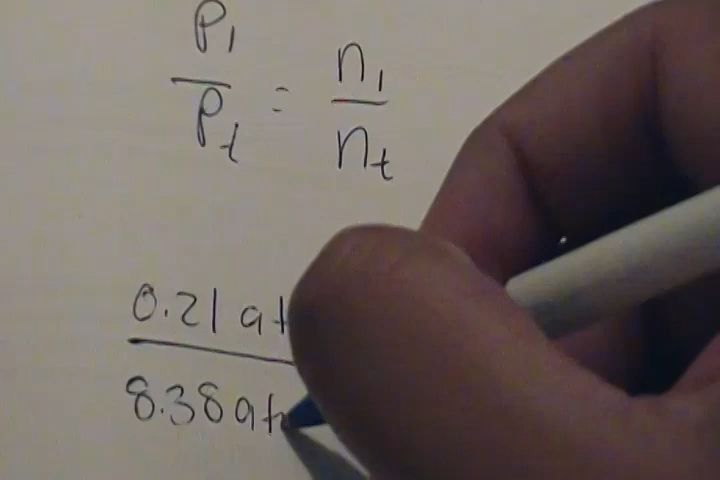 P1/Pt = n1/nt
0.21 at
8.38 at